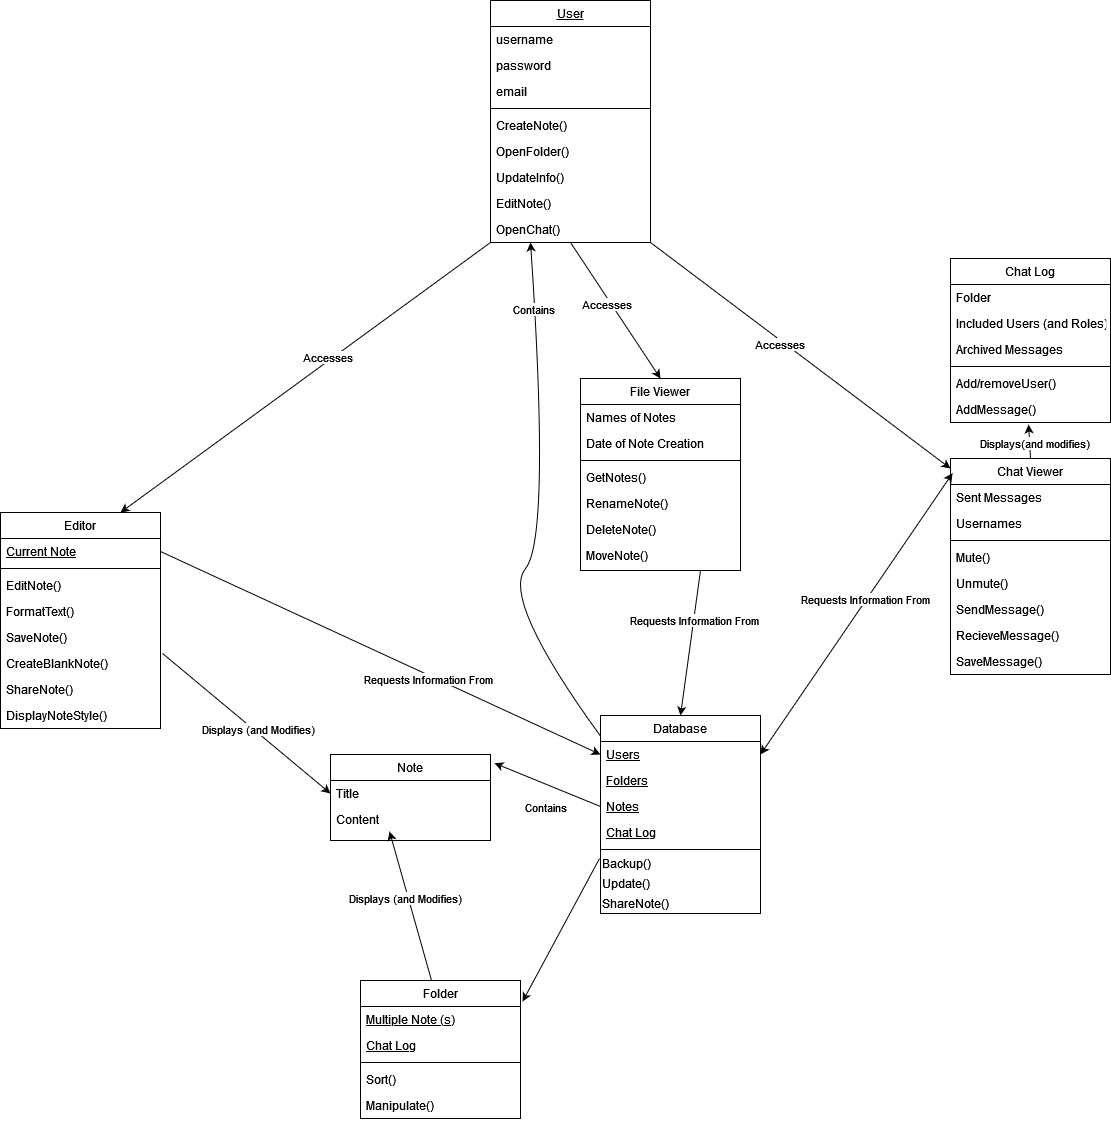 User
username
password
email
CreateNote()
OpenFolder()
UpdateInfo()
EditNote()
OpenChat()
Contains
Accesses
Accesses
Accesses
Chat Log
Folder
Included Users (and Roles)
Archived Messages
Add/removeUser()
AddMessage()
Displays(and modifies)
File Viewer
Names of Notes
Date of Note Creation
GetNotes()
RenameNote()
DeleteNote()
MoveNote()
Chat Viewer
Sent Messages
Usernames
Mute()
Unmute()
SendMessage()
RecieveMessage()
SaveMessage()
Editor
Current Note
EditNote()
FormatText()
SaveNote()
CreateBlankNote()
ShareNote()
DisplayNoteStyle()
Requests Information From
Requests Information From
Requests Information From
Displays (and Modifies)
Note
Title
Content
Contains
Database
Users
Folders
Notes
Chat Log
Backup()
Update()
ShareNote()
Displays (and Modifies)
Folder
Multiple Note (s)
Chat Log
Sort()
Manipulate()